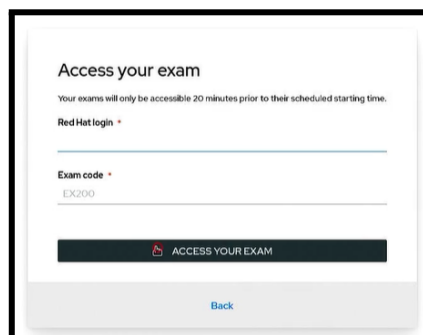 Access your exam
Your exams will only be accessible 20 minutes prior to their scheduled starting time.
Red Hat login *
Exam code *
EX200
ACCESS YOUR EXAM
Back